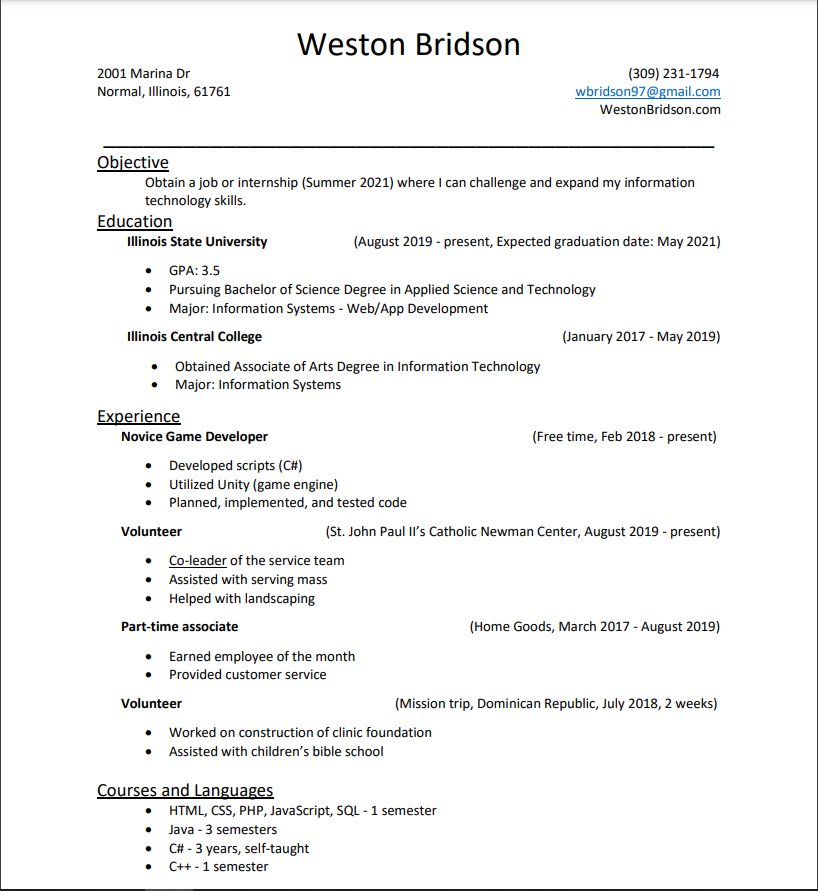 Weston Bridson
2001 Marina Dr (309) 231-1794
Normal, Illinois, 61761 wbridson97@gmail.com
WestonBridson.com
Objective
Obtain a job or internship (Summer 2021) where I can challenge and expand my information
technology skills.
Education
Illinois State University (August 2019 - present, Expected graduation date: May 2021)
• GPA: 3.5
• Pursuing Bachelor of Science Degree in Applied Science and Technology
• Major: Information Systems - Web/App Development
Illinois Central College (January 2017 - May 2019)
• Obtained Associate of Arts Degree in Information Technology
• Major: Information Systems
Experience
Novice Game Developer (Free time, Feb 2018 - present)
• Developed scripts (C#)
• Utilized Unity (game engine)
• Planned, implemented, and tested code
Volunteer (St. John Paul II’s Catholic Newman Center, August 2019 - present)
• Co-leader of the service team
• Assisted with serving mass
• Helped with landscaping
Part-time associate (Home Goods, March 2017 - August 2019)
• Earned employee of the month
• Provided customer service
Volunteer (Mission trip, Dominican Republic, July 2018, 2 weeks)
• Worked on construction of clinic foundation
• Assisted with children’s bible school
Courses and Languages
• HTML, CSS, PHP, JavaScript, SQL - 1 semester
• Java - 3 semesters
• C# - 3 years, self-taught
• C++ - 1 semester